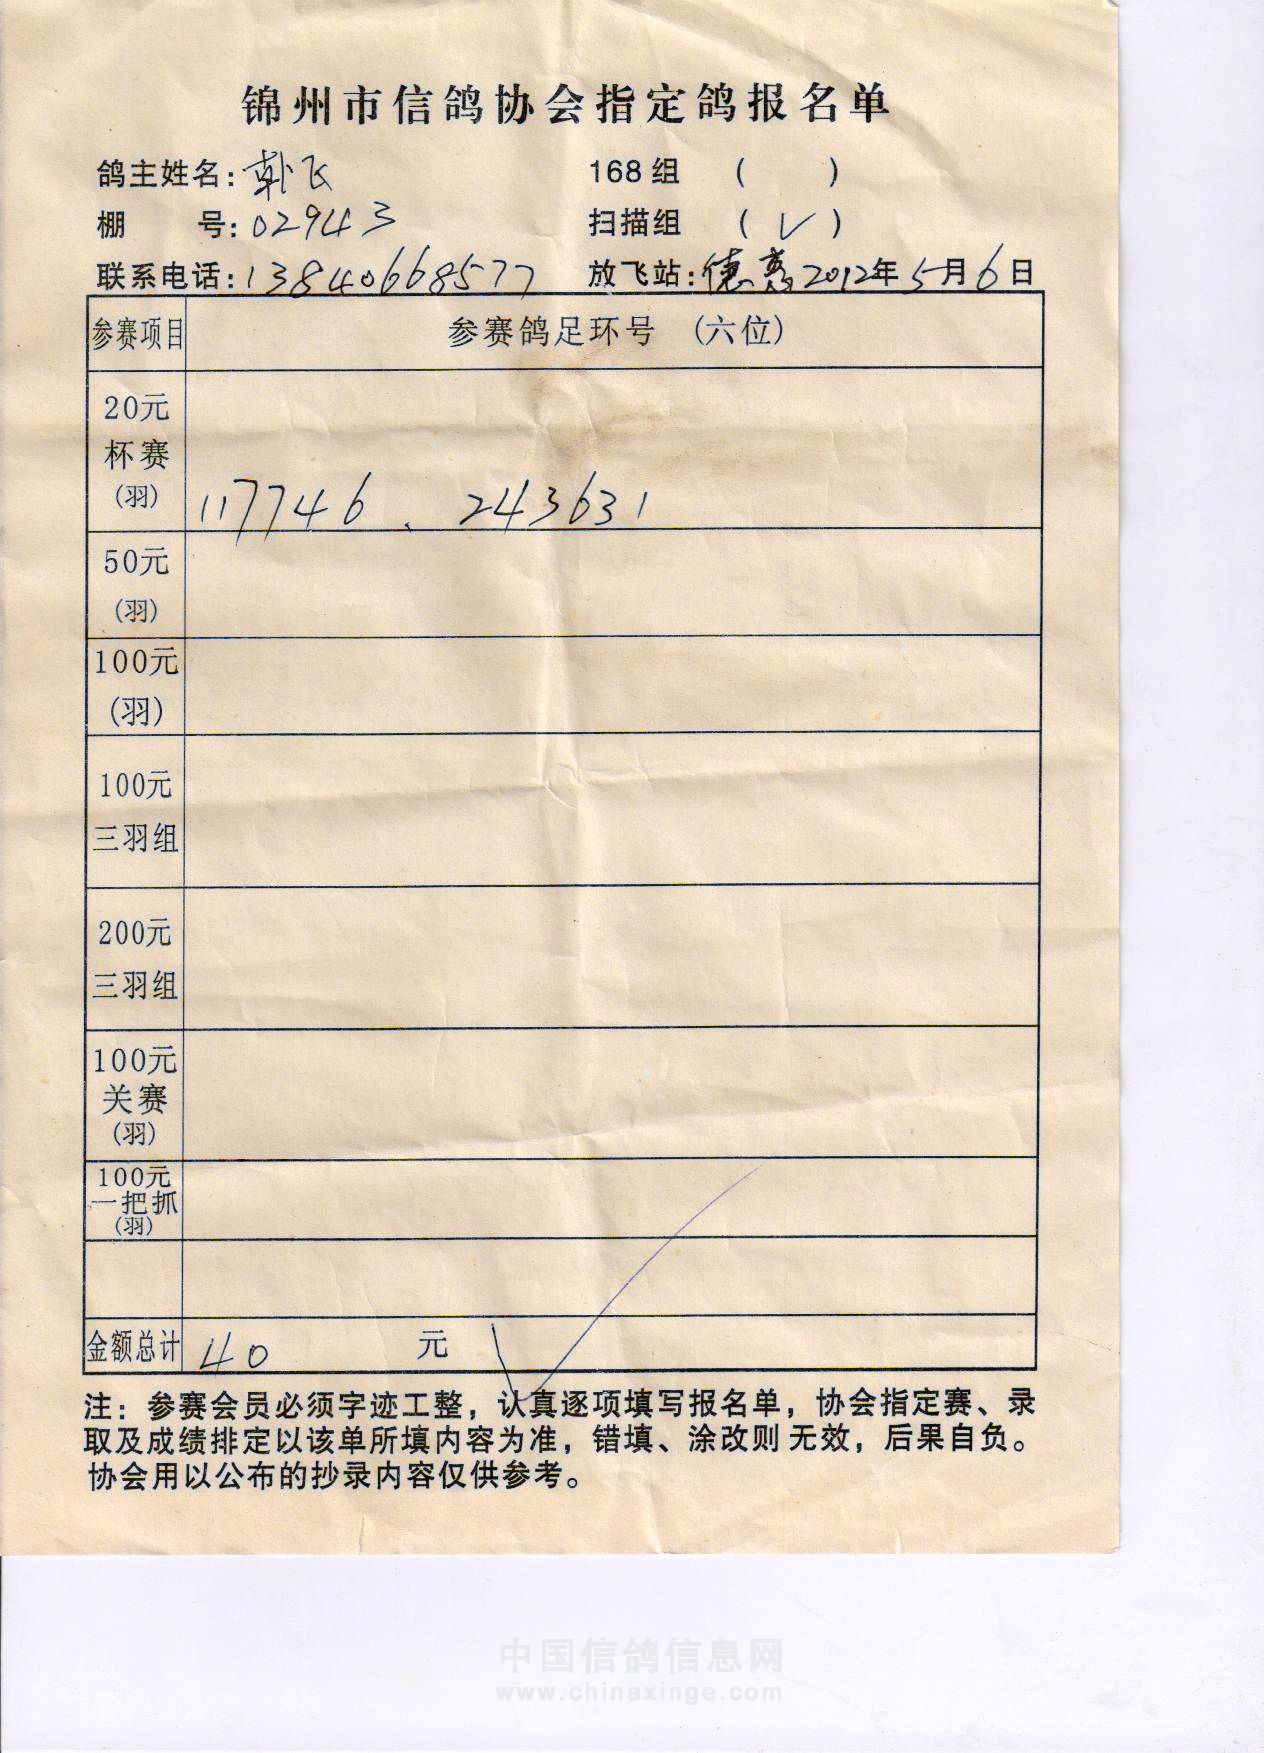 锦州市信鸽协会指定鸽报名单
鸽主姓名：韩飞 168组 （ ）
棚 号：02943 扫描组 （✓）
联系电话：13840668577 放飞站：德惠 2012年5月6日
参赛项目 参赛鸽足环号 （六位）
20元
杯赛
（羽） 117746 、 243631
50元
（羽）
100元
（羽）
100元
三羽组
200元
三羽组
100元
关赛
（羽）
100元
一把抓
（羽）
金额总计 40 元
注：参赛会员必须字迹工整，认真逐项填写报名单，协会指定赛、录
取及成绩排定以该单所填内容为准，错填、涂改则无效，后果自负。
协会用以公布的抄录内容仅供参考。
中国信鸽信息网
www.chinaxinge.com